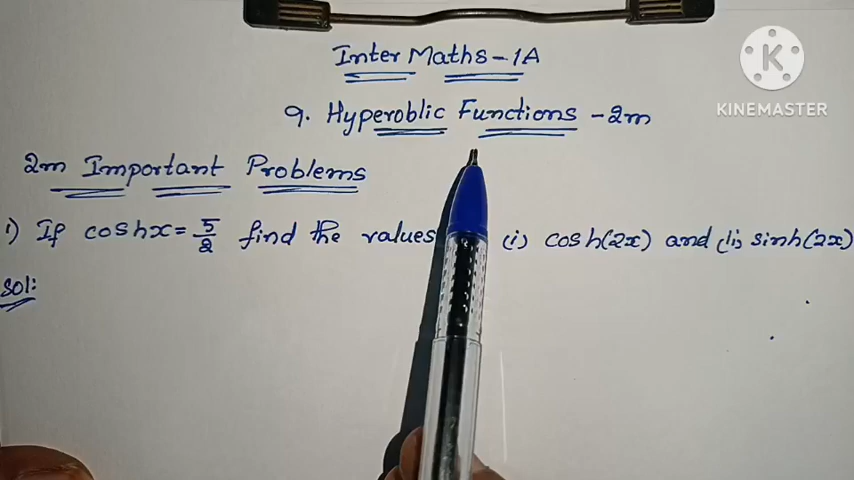 Inter Maths-1A
9. Hyperoblic Functions - 2m
KINEMASTER
2m Important Problems
1) If coshx = 5/2 find the values (i) cosh(2x) and (ii) sinh(2x)
Sol: